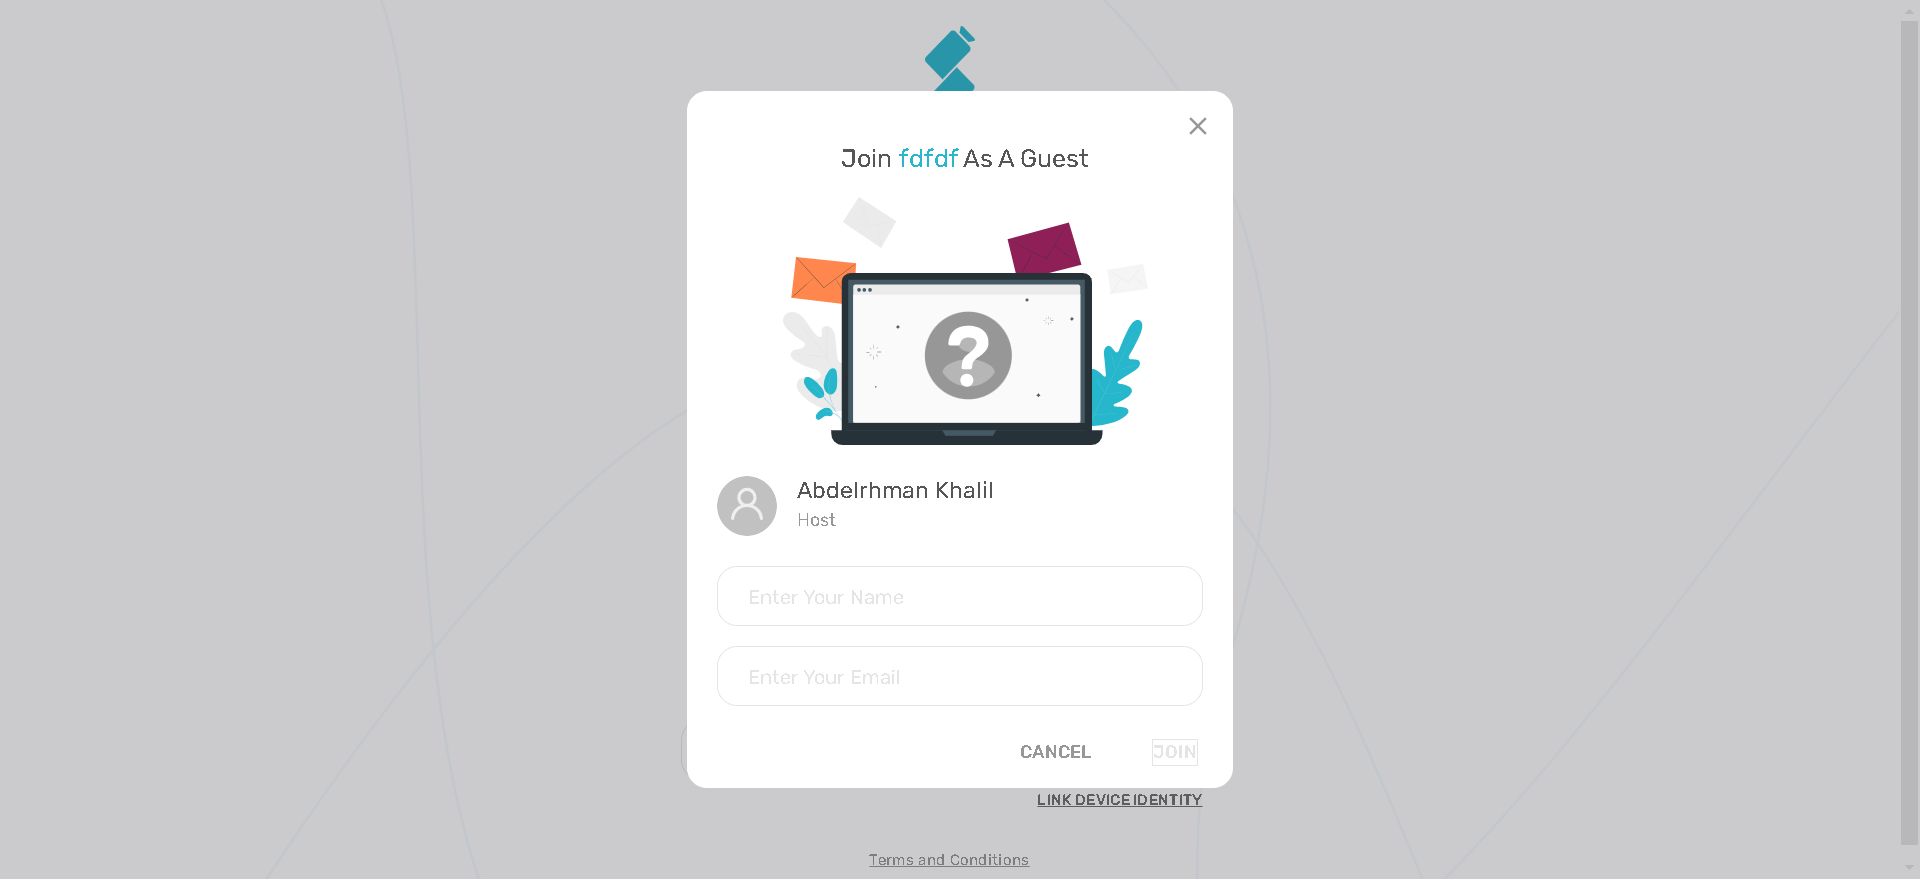 Join fdfdf As A Guest
Abdelrhman Khalil
Host
Enter Your Name
Enter Your Email
CANCEL
JOIN
LINK DEVICE IDENTITY
Terms and Conditions